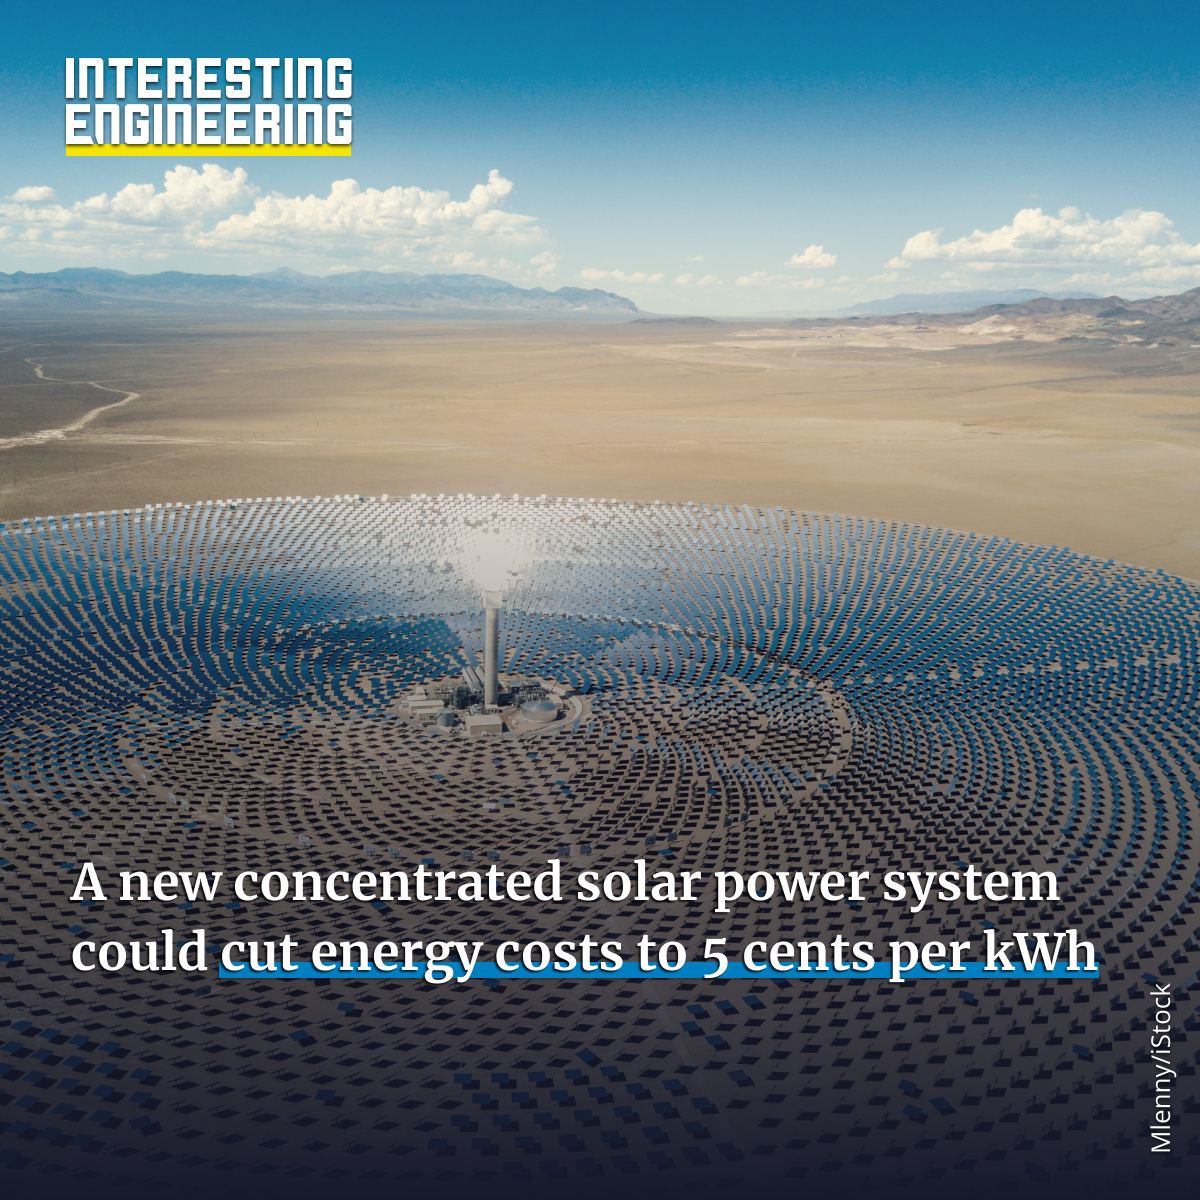 INTERESTING
ENGINEERING
A new concentrated solar power system
could cut energy costs to 5 cents per kWh
Mlenny/iStock